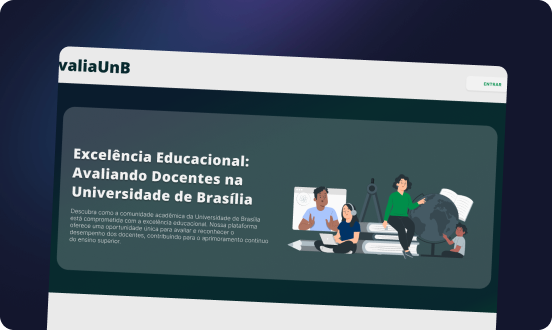 valiaUnB
ENTRAR
Excelência Educacional:
Avaliando Docentes na
Universidade de Brasília
Descubra como a comunidade acadêmica da Universidade de Brasília
está comprometida com a excelência educacional. Nossa plataforma
oferece uma oportunidade única para avaliar e reconhecer o
desempenho dos docentes, contribuindo para o aprimoramento contínuo
do ensino superior.